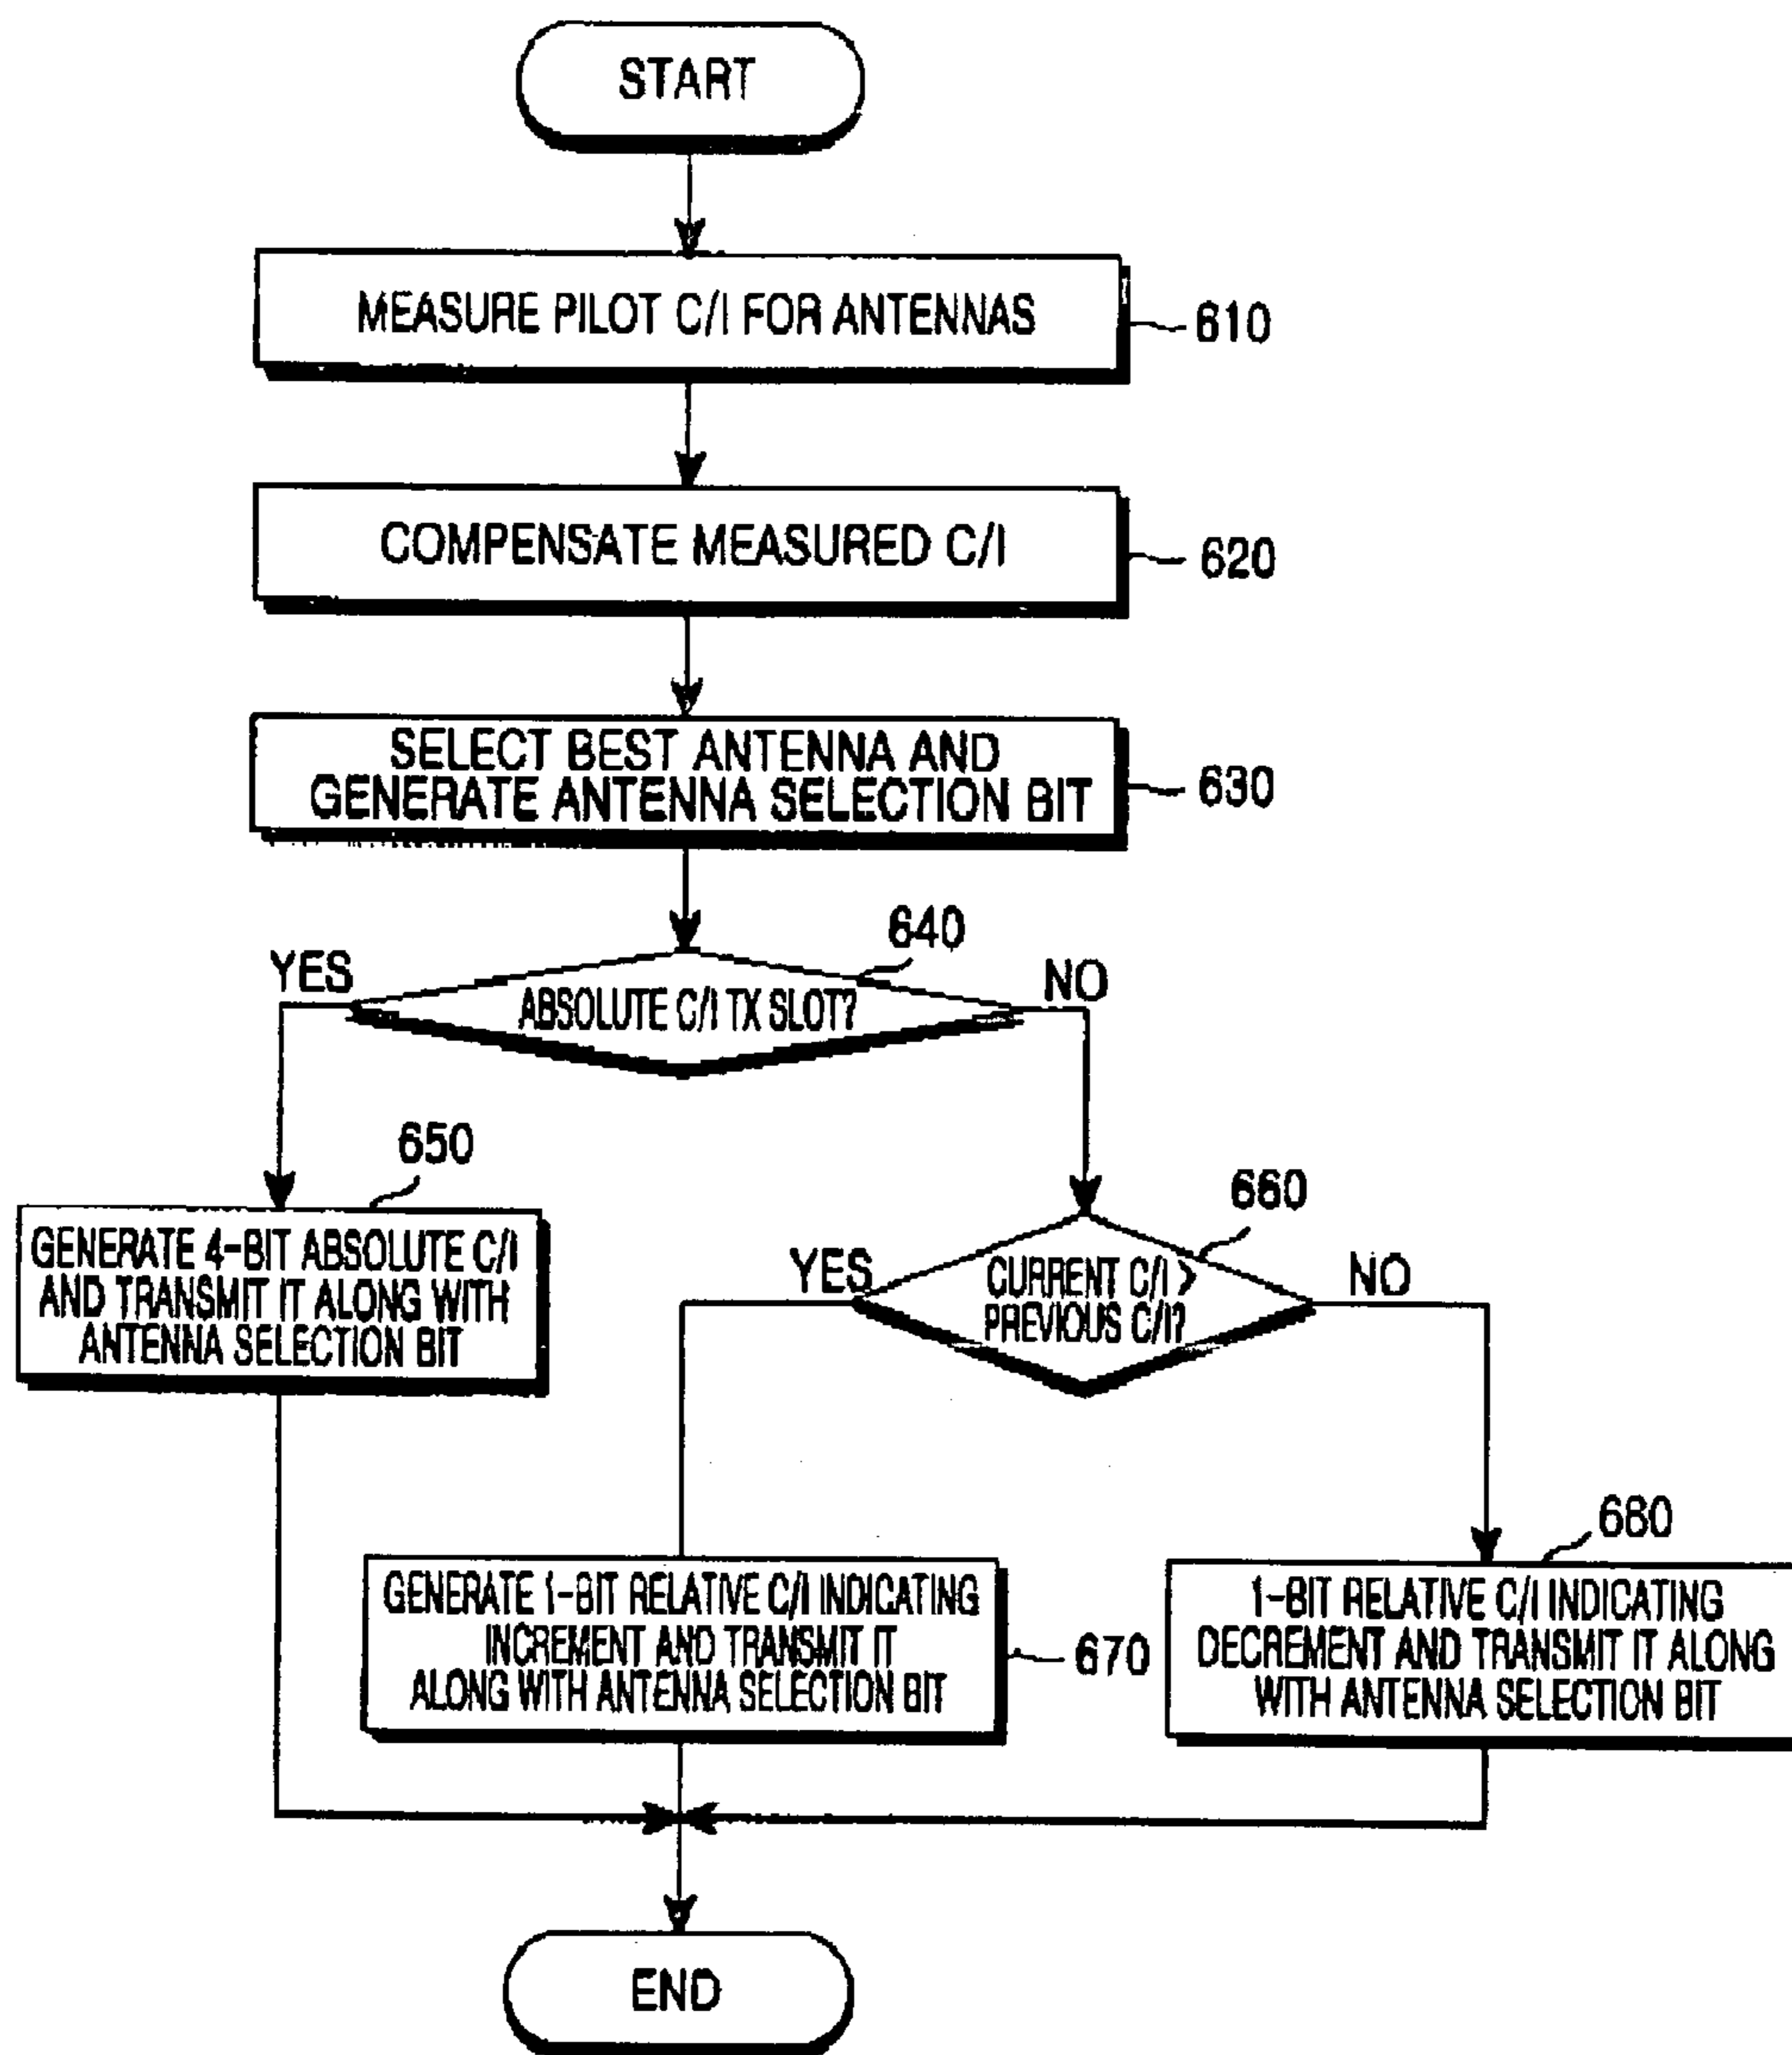 START
MEASURE PILOT C/I FOR ANTENNAS
610
COMPENSATE MEASURED C/I
620
SELECT BEST ANTENNA AND
GENERATE ANTENNA SELECTION BIT
630
640
YES
NO
ABSOLUTE C/I TX SLOT?
650
GENERATE 4-BIT ABSOLUTE C/I
AND TRANSMIT IT ALONG WITH
ANTENNA SELECTION BIT
660
YES
NO
CURRENT C/I >
PREVIOUS C/I?
GENERATE 1-BIT RELATIVE C/I INDICATING
INCREMENT AND TRANSMIT IT
ALONG WITH ANTENNA SELECTION BIT
670
680
1-BIT RELATIVE C/I INDICATING
DECREMENT AND TRANSMIT IT ALONG
WITH ANTENNA SELECTION BIT
END